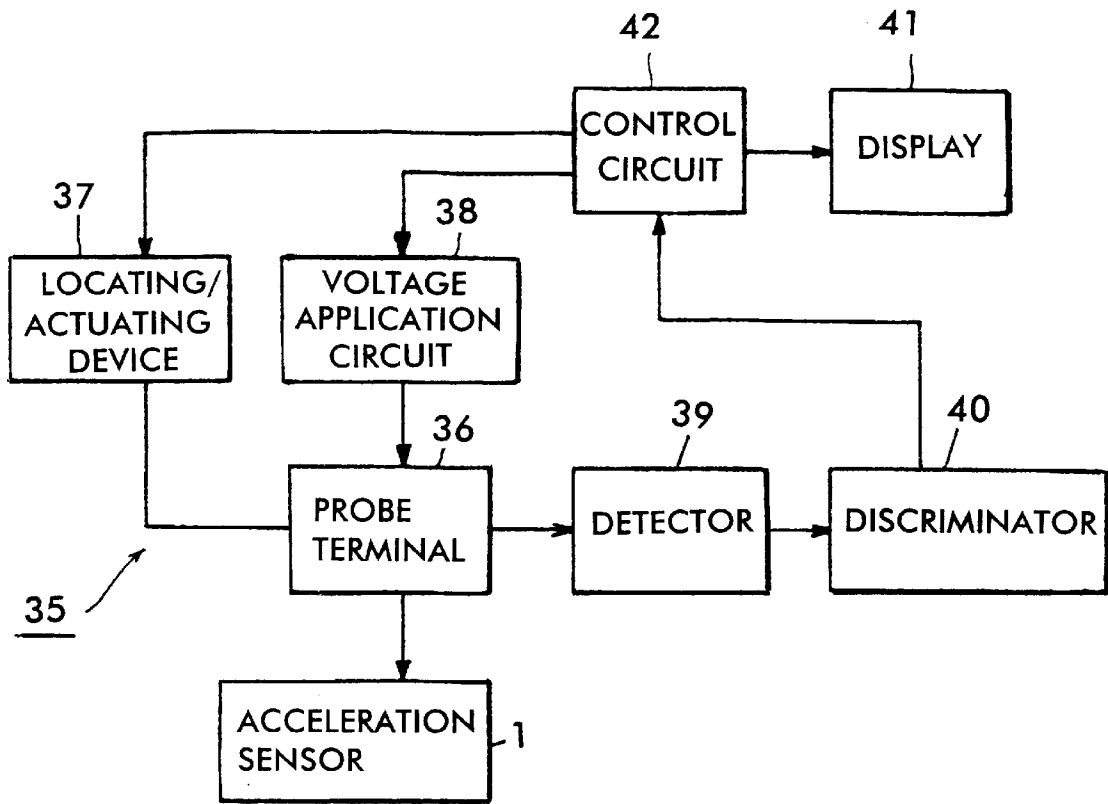 42
41
CONTROL
CIRCUIT
DISPLAY
37
38
LOCATING/
ACTUATING
DEVICE
VOLTAGE
APPLICATION
CIRCUIT
36
39
40
PROBE
TERMINAL
DETECTOR
DISCRIMINATOR
35
ACCELERATION
SENSOR
1